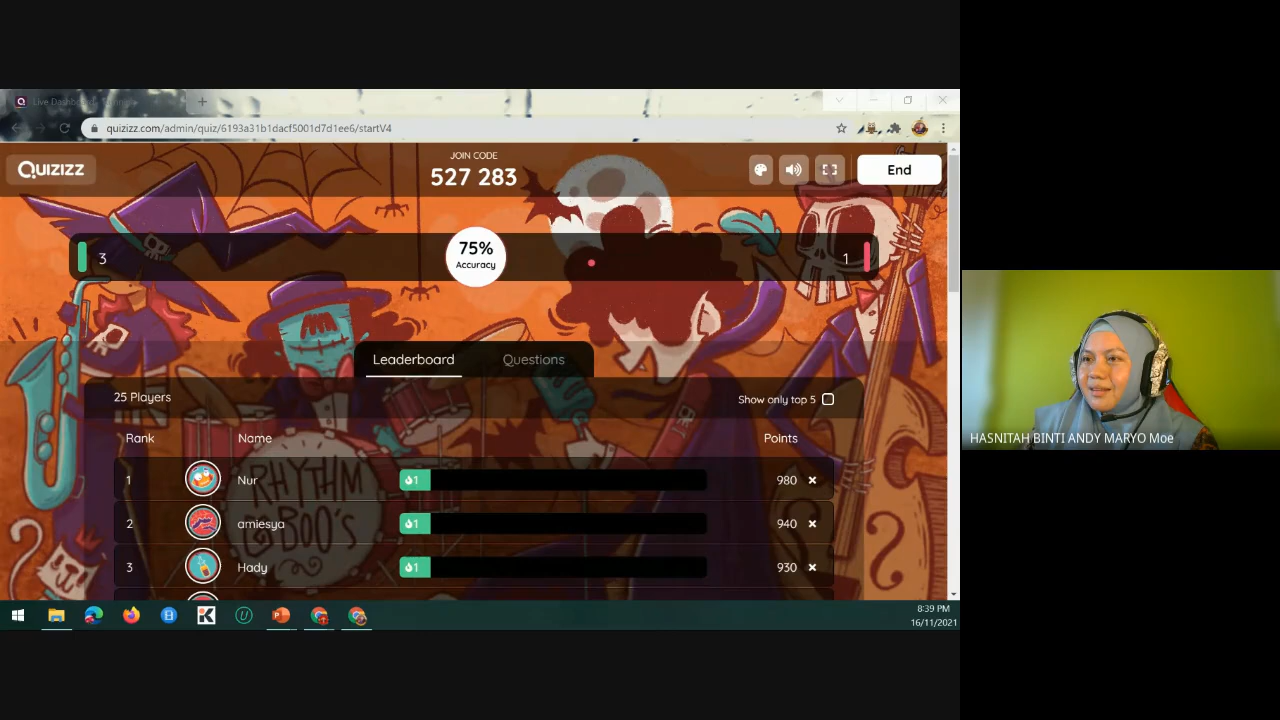 quizizz.com/admin/quiz/6193a31b1dacf5001d7d1ee6/startV4
QUIZIZZ
JOIN CODE
527 283
End
3
75%
Accuracy
1
Leaderboard
Questions
25 Players
Show only top 5
Rank
Name
Points
1
Nur
1
980
2
amiesya
1
940
3
Hady
1
930
RHYTHM
BOO'S
8:39 PM
16/11/2021
HASNITAH BINTI ANDY MARYO Moe